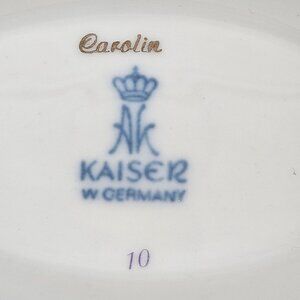 Carolin
AK
KAISER
W GERMANY
10